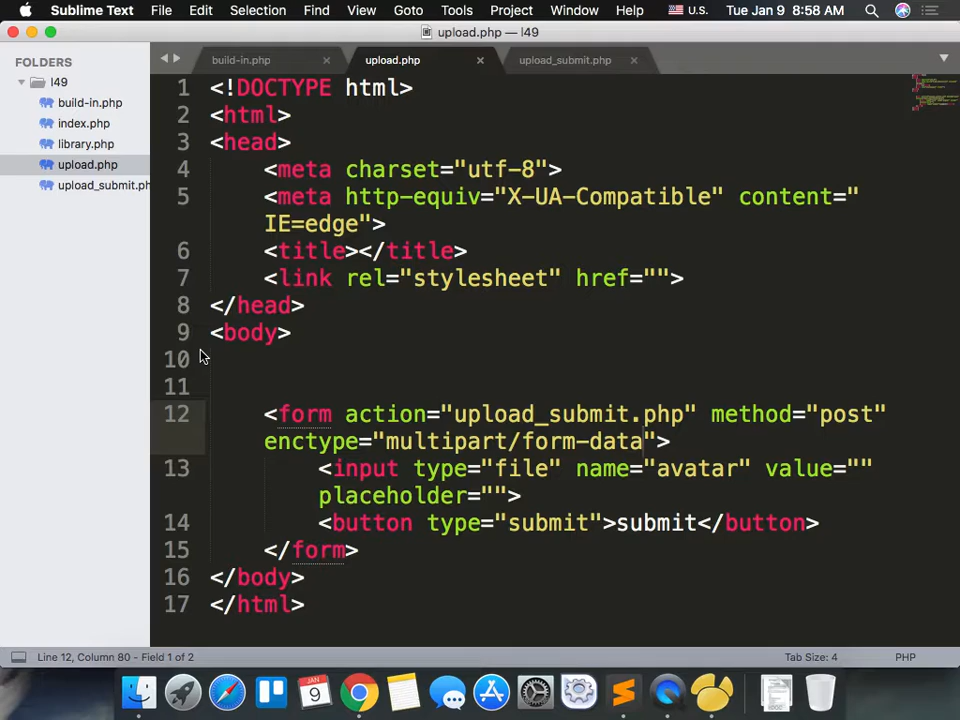 Sublime Text File Edit Selection Find View Goto Tools Project Window Help U.S. Tue Jan 9 8:58 AM
upload.php — l49
FOLDERS
l49
build-in.php
index.php
library.php
upload.php
upload_submit.ph
build-in.php upload.php upload_submit.php
1 <!DOCTYPE html>
2 <html>
3 <head>
4 <meta charset="utf-8">
5 <meta http-equiv="X-UA-Compatible" content="
IE=edge">
6 <title></title>
7 <link rel="stylesheet" href="">
8 </head>
9 <body>
10
11
12 <form action="upload_submit.php" method="post"
enctype="multipart/form-data">
13 <input type="file" name="avatar" value=""
placeholder="">
14 <button type="submit">submit</button>
15 </form>
16 </body>
17 </html>
Line 12, Column 80 - Field 1 of 2 Tab Size: 4 PHP
JAN
9